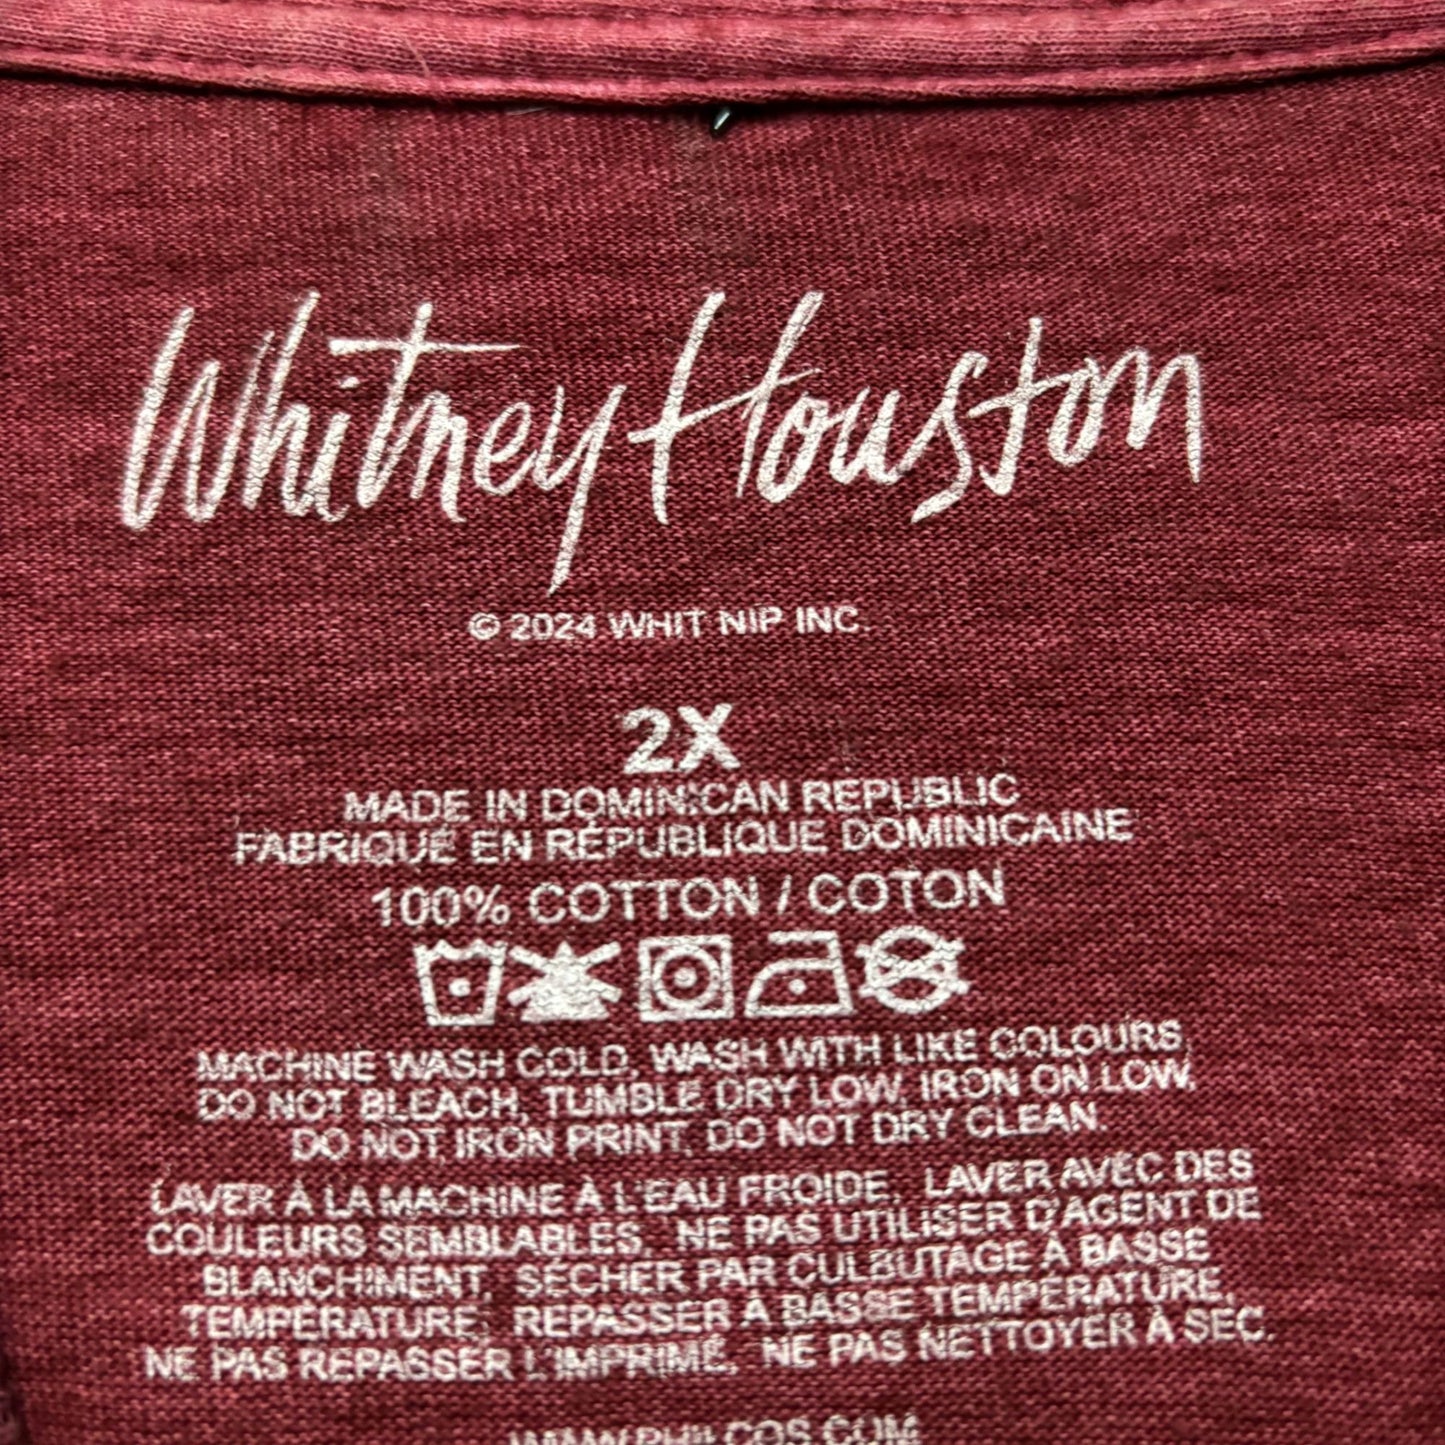 Whitney Houston
© 2024 WHIT NIP INC.
2X
MADE IN DOMINICAN REPUBLIC
FABRIQUÉ EN RÉPUBLIQUE DOMINICAINE
100% COTTON / COTON
MACHINE WASH COLD, WASH WITH LIKE COLOURS,
DO NOT BLEACH, TUMBLE DRY LOW, IRON ON LOW,
DO NOT IRON PRINT, DO NOT DRY CLEAN.
LAVER À LA MACHINE À L'EAU FROIDE, LAVER AVEC DES
COULEURS SEMBLABLES, NE PAS UTILISER D'AGENT DE
BLANCHIMENT, SÉCHER PAR CULBUTAGE À BASSE
TEMPÉRATURE, REPASSER À BASSE TEMPÉRATURE,
NE PAS REPASSER L'IMPRIMÉ, NE PAS NETTOYER À SEC.
WWW.PHILCOS.COM